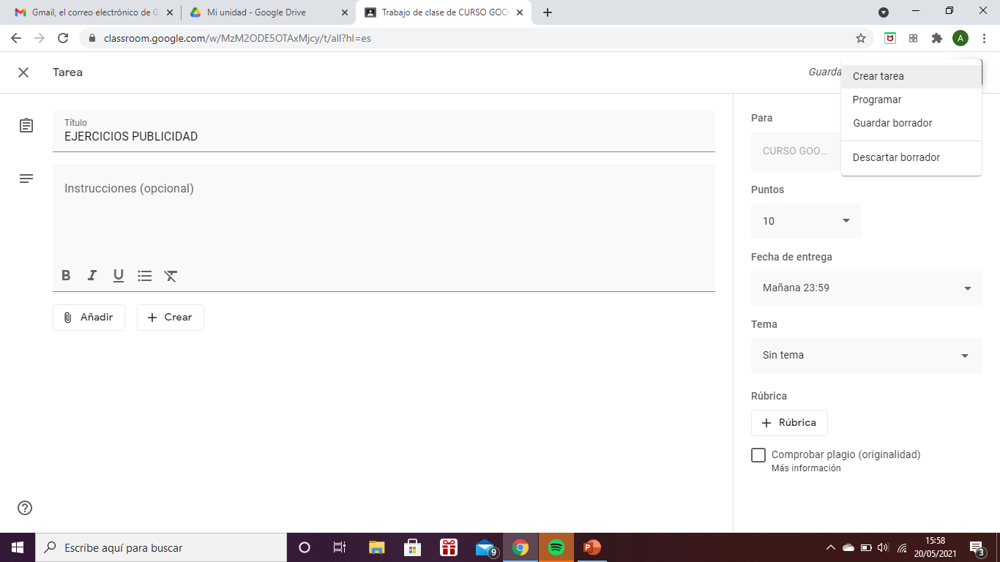 Gmail, el correo electrónico de G
Mi unidad - Google Drive
Trabajo de clase de CURSO GOO
classroom.google.com/w/MzM2ODE5OTAxMjcy/t/all?hl=es
A
Tarea
Guarda
Crear tarea
Programar
Guardar borrador
Descartar borrador
Título
EJERCICIOS PUBLICIDAD
Instrucciones (opcional)
B I U
Añadir
Crear
Para
CURSO GOO...
Puntos
10
Fecha de entrega
Mañana 23:59
Tema
Sin tema
Rúbrica
Rúbrica
Comprobar plagio (originalidad)
Más información
Escribe aquí para buscar
9
P
15:58
20/05/2021
3